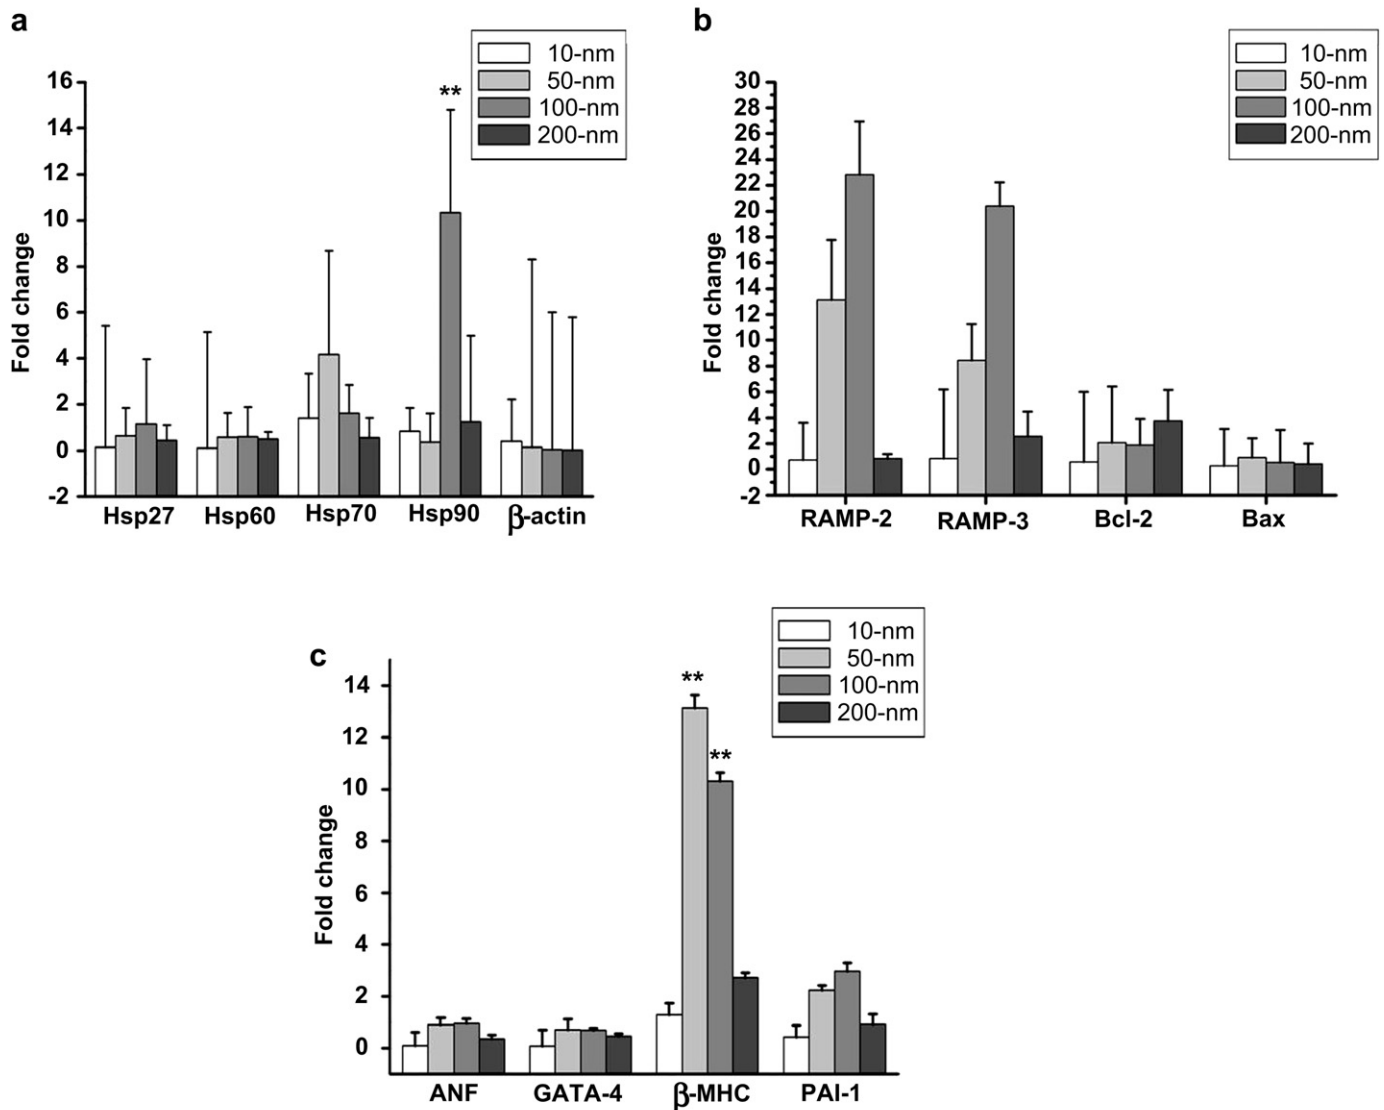 a
10-nm
50-nm
100-nm
200-nm
**
16
14
12
10
8
6
4
2
0
-2
Fold change
Hsp27 Hsp60 Hsp70 Hsp90 β-actin
b
10-nm
50-nm
100-nm
200-nm
30
28
26
24
22
20
18
16
14
12
10
8
6
4
2
0
-2
Fold change
RAMP-2 RAMP-3 Bcl-2 Bax
c
10-nm
50-nm
100-nm
200-nm
**
**
14
12
10
8
6
4
2
0
Fold change
ANF GATA-4 β-MHC PAI-1